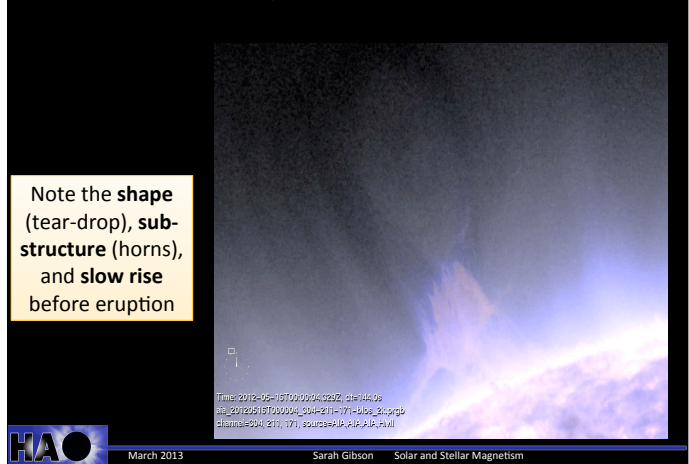 Note the shape
(tear-drop), sub-
structure (horns),
and slow rise
before eruption
Time: 2012-05-16T00:00:04.329Z, dt=144.0s
aia_20120516T000004_304-211-171-blos_2k.prgb
channel=304, 211, 171, source=AIA,AIA,AIA,HMI
HAO
March 2013
Sarah Gibson
Solar and Stellar Magnetism